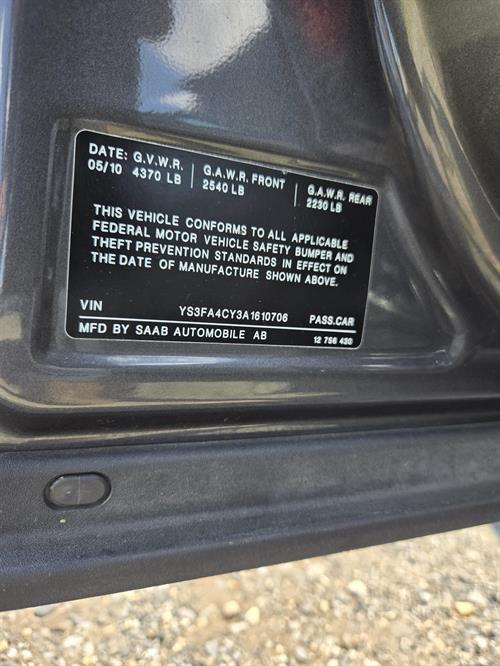 DATE: G.V.W.R. G.A.W.R. FRONT G.A.W.R. REAR
05/10 4370 LB 2540 LB 2230 LB
THIS VEHICLE CONFORMS TO ALL APPLICABLE
FEDERAL MOTOR VEHICLE SAFETY BUMPER AND
THEFT PREVENTION STANDARDS IN EFFECT ON
THE DATE OF MANUFACTURE SHOWN ABOVE.
VIN YS3FA4CY3A1610706 PASS.CAR
MFD BY SAAB AUTOMOBILE AB 12 756 430